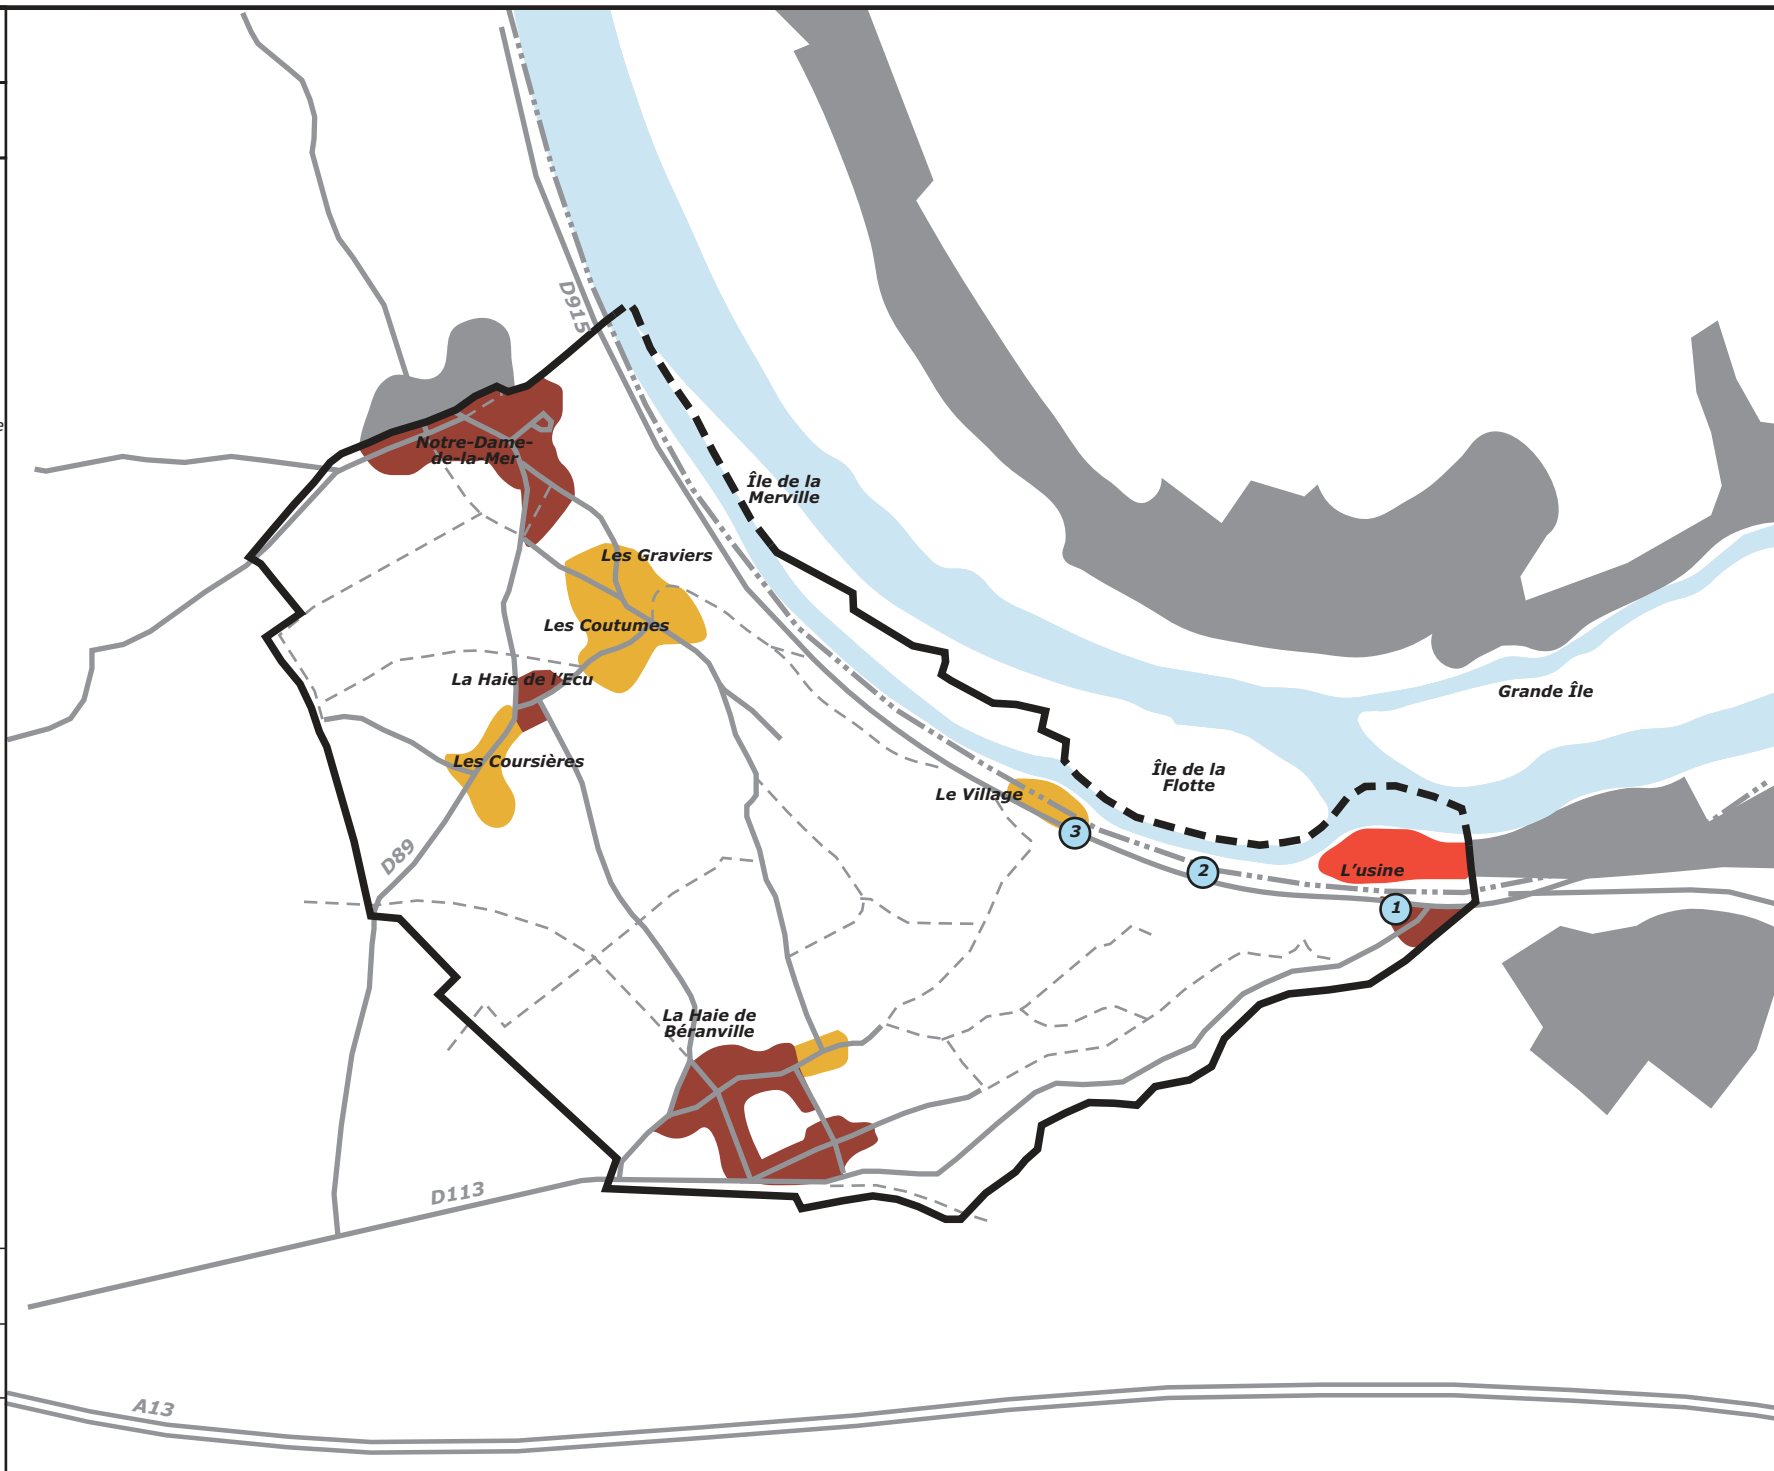 D915
Notre-Dame-
de-la-Mer
Île de la
Merville
Les Graviers
Les Coutumes
La Haie de l’Ecu
Grande Île
Les Coursières
Île de la
Flotte
Le Village
3
2
L’usine
D89
1
La Haie de
Béranville
D113
A13